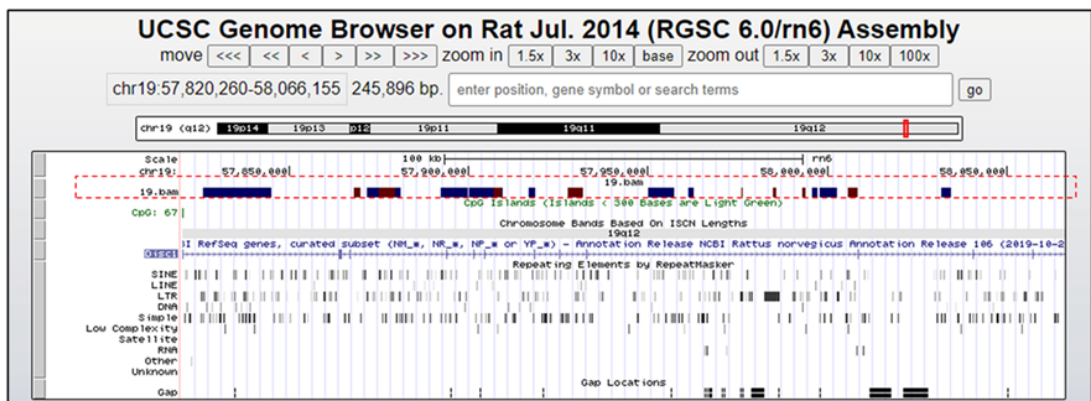 UCSC Genome Browser on Rat Jul. 2014 (RGSC 6.0/rn6) Assembly
move <<< << < > >> >>> zoom in 1.5x 3x 10x base zoom out 1.5x 3x 10x 100x
chr19:57,820,260-58,066,155 245,896 bp. enter position, gene symbol or search terms go
chr19 (q12) 19p14 19p13 p12 19p11 19q11 19q12
Scale 100 kb rn6
chr19: 57,850,000 57,900,000 57,950,000 58,000,000 58,050,000
19.bam
19.bam
CpG Islands (Islands < 300 Bases are Light Green)
CpG: 67
Chromosome Bands Based On ISCN Lengths
19q12
RefSeq genes, curated subset (NM_*, NR_*, NP_* or YP_*) - Annotation Release NCBI Rattus norvegicus Annotation Release 106 (2019-10-2
Disc1
Repeating Elements by RepeatMasker
SINE
LINE
LTR
DNA
Simple
Low Complexity
Satellite
RNA
Other
Unknown
Gap Locations
Gap